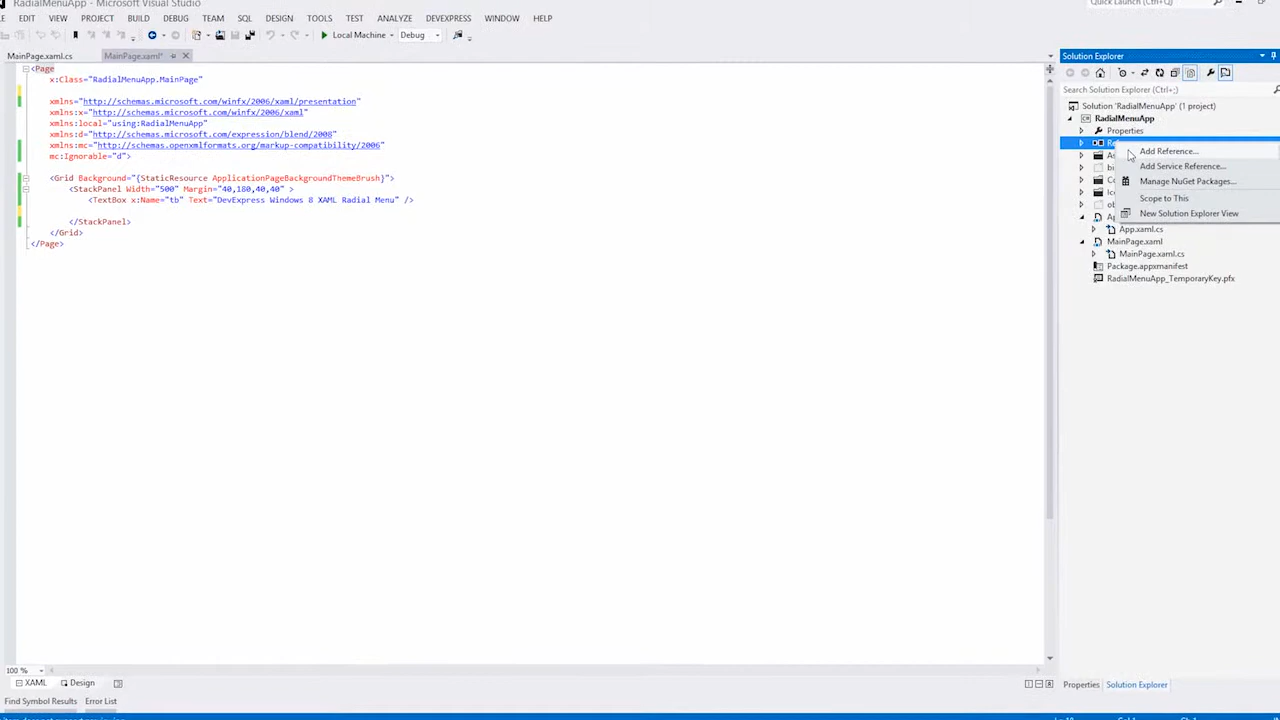 RadialMenuApp - Microsoft Visual Studio
Quick Launch (Ctrl+Q)
EDIT VIEW PROJECT BUILD DEBUG TEAM SQL DESIGN TOOLS TEST ANALYZE DEVEXPRESS WINDOW HELP
Local Machine Debug
MainPage.xaml.cs MainPage.xaml*
<Page
x:Class="RadialMenuApp.MainPage"
xmlns="http://schemas.microsoft.com/winfx/2006/xaml/presentation"
xmlns:x="http://schemas.microsoft.com/winfx/2006/xaml"
xmlns:local="using:RadialMenuApp"
xmlns:d="http://schemas.microsoft.com/expression/blend/2008"
xmlns:mc="http://schemas.openxmlformats.org/markup-compatibility/2006"
mc:Ignorable="d">
<Grid Background="{StaticResource ApplicationPageBackgroundThemeBrush}">
<StackPanel Width="500" Margin="40,180,40,40" >
<TextBox x:Name="tb" Text="DevExpress Windows 8 XAML Radial Menu" />
</StackPanel>
</Grid>
</Page>
100 %
XAML Design
Find Symbol Results Error List
Solution Explorer
Search Solution Explorer (Ctrl+;)
Solution 'RadialMenuApp' (1 project)
RadialMenuApp
Properties
Add Reference...
Add Service Reference...
Manage NuGet Packages...
Scope to This
New Solution Explorer View
App.xaml.cs
MainPage.xaml
MainPage.xaml.cs
Package.appxmanifest
RadialMenuApp_TemporaryKey.pfx
Properties Solution Explorer